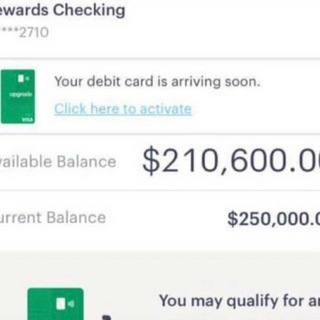 ewards Checking
***2710
Your debit card is arriving soon.
upgrade
Click here to activate
VISA
vailable Balance $210,600.0
urrent Balance $250,000.0
You may qualify for a